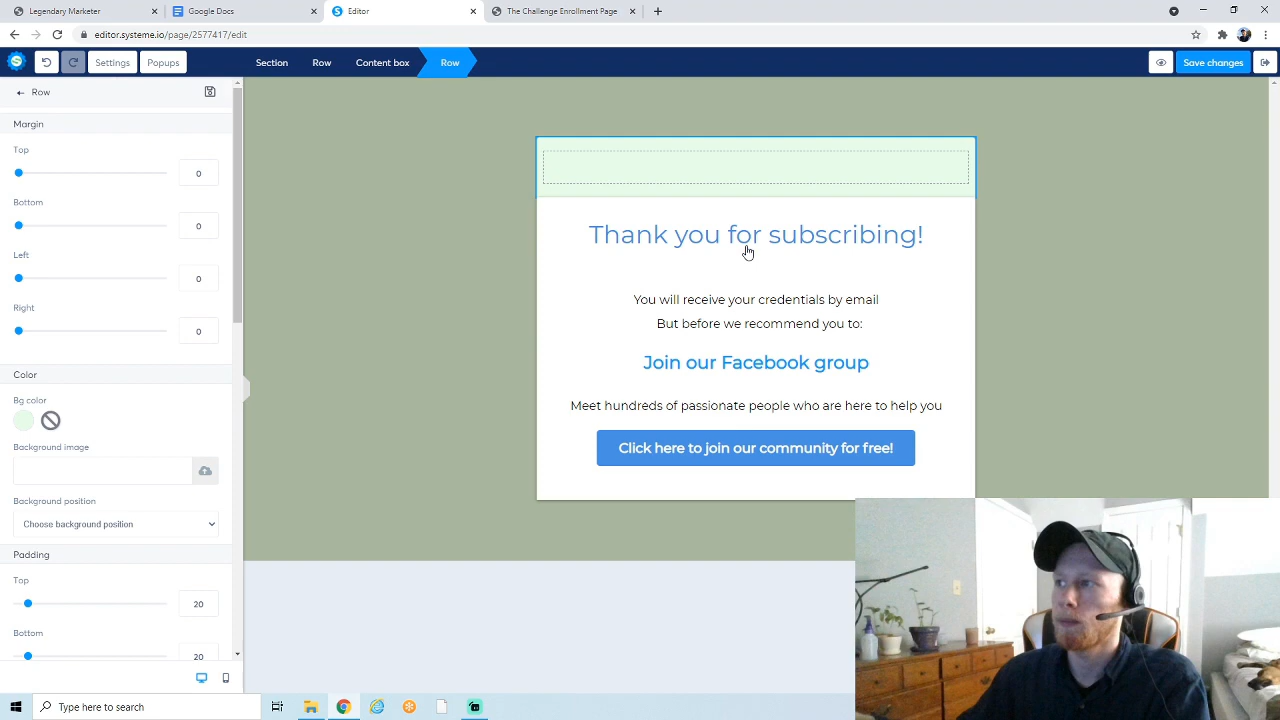 Legendary Marketer
Google Docs
Editor
The Challenge Enrollment Page
editor.systeme.io/page/2577417/edit
Settings
Popups
Section
Row
Content box
Row
Save changes
Row
Margin
Top
0
Bottom
0
Left
0
Right
0
Color
Bg color
Background image
Background position
Choose background position
Padding
Top
20
Bottom
20
Thank you for subscribing!
You will receive your credentials by email
But before we recommend you to:
Join our Facebook group
Meet hundreds of passionate people who are here to help you
Click here to join our community for free!
Type here to search